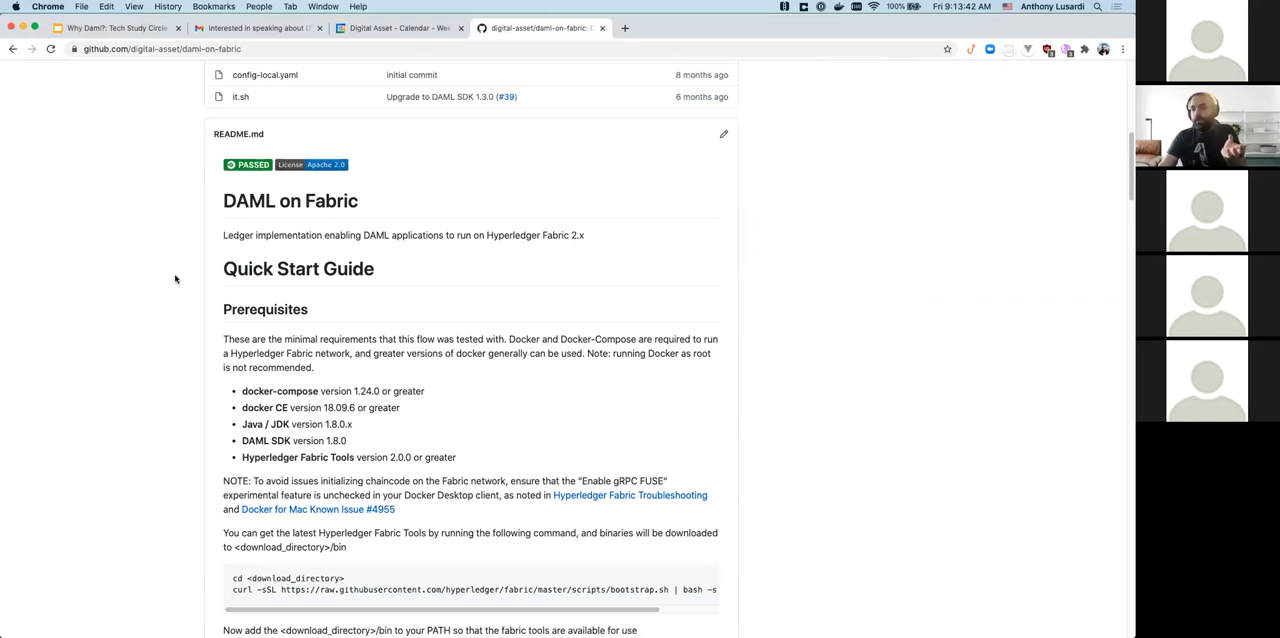 Chrome File Edit View History Bookmarks People Tab Window Help
100% Fri 9:13:42 AM Anthony Lusardi
Why Daml?: Tech Study Circle
Interested in speaking about D
Digital Asset - Calendar - Wee
digital-asset/daml-on-fabric: E
github.com/digital-asset/daml-on-fabric
config-local.yaml initial commit 8 months ago
it.sh Upgrade to DAML SDK 1.3.0 (#39) 6 months ago
README.md
PASSED License Apache 2.0
DAML on Fabric
Ledger implementation enabling DAML applications to run on Hyperledger Fabric 2.x
Quick Start Guide
Prerequisites
These are the minimal requirements that this flow was tested with. Docker and Docker-Compose are required to run
a Hyperledger Fabric network, and greater versions of docker generally can be used. Note: running Docker as root
is not recommended.
• docker-compose version 1.24.0 or greater
• docker CE version 18.09.6 or greater
• Java / JDK version 1.8.0.x
• DAML SDK version 1.8.0
• Hyperledger Fabric Tools version 2.0.0 or greater
NOTE: To avoid issues initializing chaincode on the Fabric network, ensure that the "Enable gRPC FUSE"
experimental feature is unchecked in your Docker Desktop client, as noted in Hyperledger Fabric Troubleshooting
and Docker for Mac Known Issue #4955
You can get the latest Hyperledger Fabric Tools by running the following command, and binaries will be downloaded
to <download_directory>/bin
cd <download_directory>
curl -sSL https://raw.githubusercontent.com/hyperledger/fabric/master/scripts/bootstrap.sh | bash -s
Now add the <download_directory>/bin to your PATH so that the fabric tools are available for use